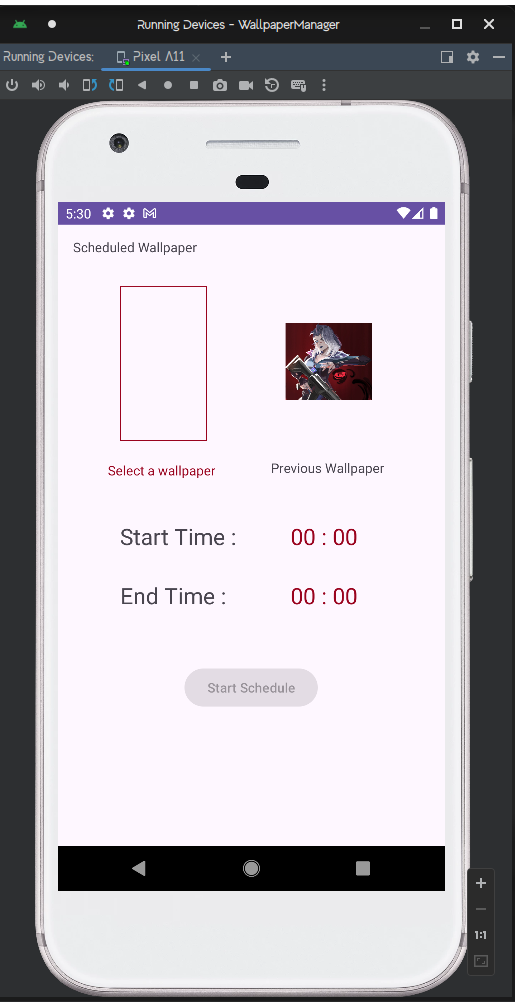 Running Devices - WallpaperManager
Running Devices:
Pixel A11
5:30
Scheduled Wallpaper
Select a wallpaper
Previous Wallpaper
Start Time :
00 : 00
End Time :
00 : 00
Start Schedule
1:1